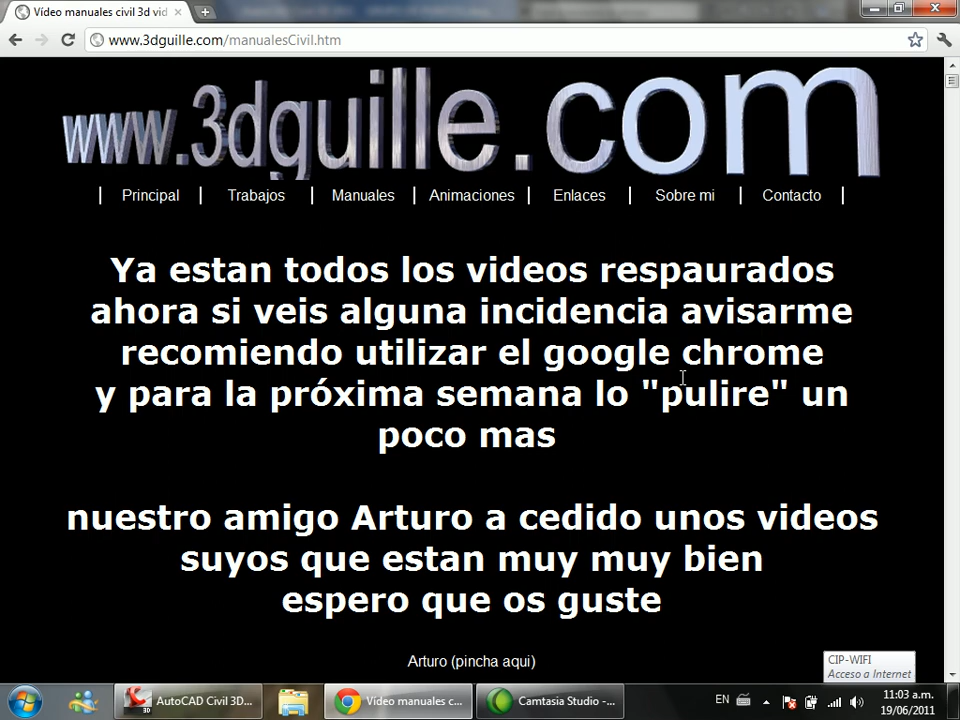 Vídeo manuales civil 3d vid
www.3dguille.com/manualesCivil.htm
www.3dguille.com
Principal | Trabajos | Manuales | Animaciones | Enlaces | Sobre mi | Contacto
Ya estan todos los videos respaurados
ahora si veis alguna incidencia avisarme
recomiendo utilizar el google chrome
y para la próxima semana lo "pulire" un
poco mas
nuestro amigo Arturo a cedido unos videos
suyos que estan muy muy bien
espero que os guste
Arturo (pincha aqui)
CIP-WIFI
Acceso a Internet
AutoCAD Civil 3D...
Vídeo manuales c...
Camtasia Studio -...
EN
11:03 a.m.
19/06/2011